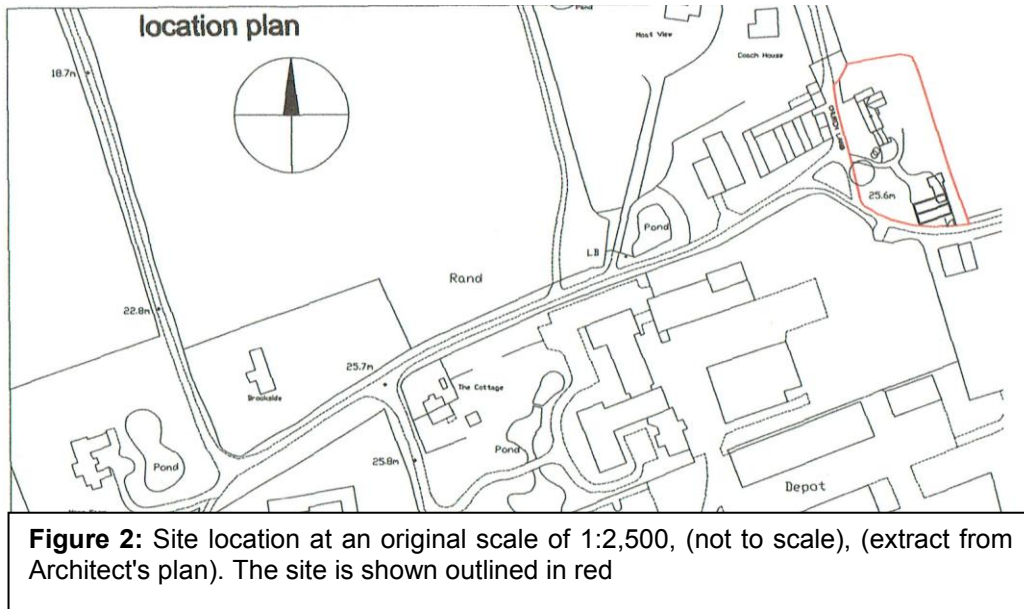 Pond
location plan
Most View
Coach House
18.7m
CHURCH LANE
25.6m
Pond
LB
Rand
22.8m
25.7m
Brookside
The Cottage
Pond
25.8m
Pond
Depot
Figure 2: Site location at an original scale of 1:2,500, (not to scale), (extract from
Architect's plan). The site is shown outlined in red